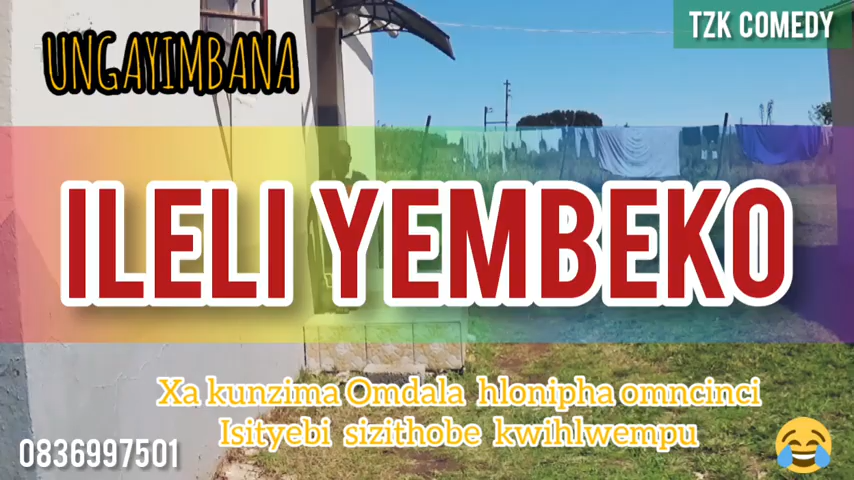 TZK COMEDY
UNGAYIMBANA
ILELI YEMBEKO
Xa kunzima Omdala hlonipha omncinci
Isityebi sizithobe kwihlwempu
0836997501